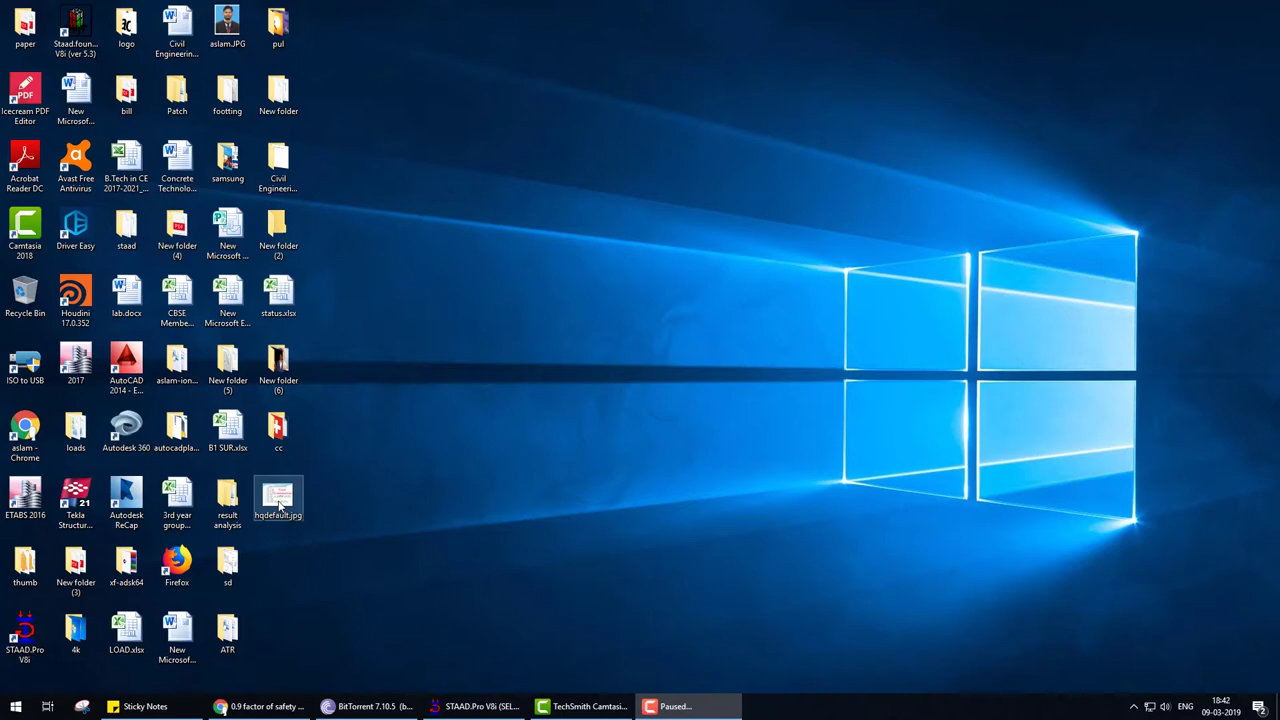 paper
Staad.foun...
V8i (ver 5.3)
logo
Civil
Engineerin...
aslam.JPG
pul
Icecream PDF
Editor
New
Microsof...
bill
Patch
footting
New folder
Acrobat
Reader DC
Avast Free
Antivirus
B.Tech in CE
2017-2021_...
Concrete
Technolo...
samsung
Civil
Engineeri...
Camtasia
2018
Driver Easy
staad
New folder
(4)
New
Microsoft ...
New folder
(2)
Recycle Bin
Houdini
17.0.352
lab.docx
CBSE
Membe...
New
Microsoft E...
status.xlsx
ISO to USB
2017
AutoCAD
2014 - E...
aslam-ion...
New folder
(5)
New folder
(6)
aslam -
Chrome
loads
Autodesk 360
autocadpla...
B1 SUR.xlsx
cc
ETABS 2016
Tekla
Structur...
Autodesk
ReCap
3rd year
group...
result
analysis
hqdefault.jpg
thumb
New folder
(3)
xf-adsk64
Firefox
sd
STAAD.Pro
V8i
4k
LOAD.xlsx
New
Microsof...
ATR
Sticky Notes
0.9 factor of safety ...
BitTorrent 7.10.5 (b...
STAAD.Pro V8i (SEL...
TechSmith Camtasi...
Paused...
ENG
18:42
09-03-2019